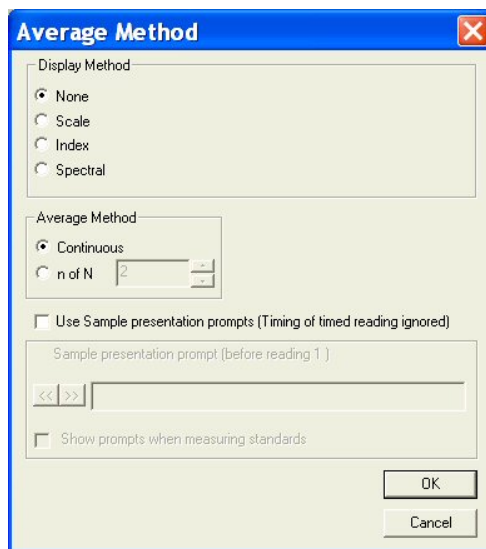 Average Method
Display Method
None
Scale
Index
Spectral
Average Method
Continuous
n of N 2
Use Sample presentation prompts (Timing of timed reading ignored)
Sample presentation prompt (before reading 1 )
<< >>
Show prompts when measuring standards
OK
Cancel